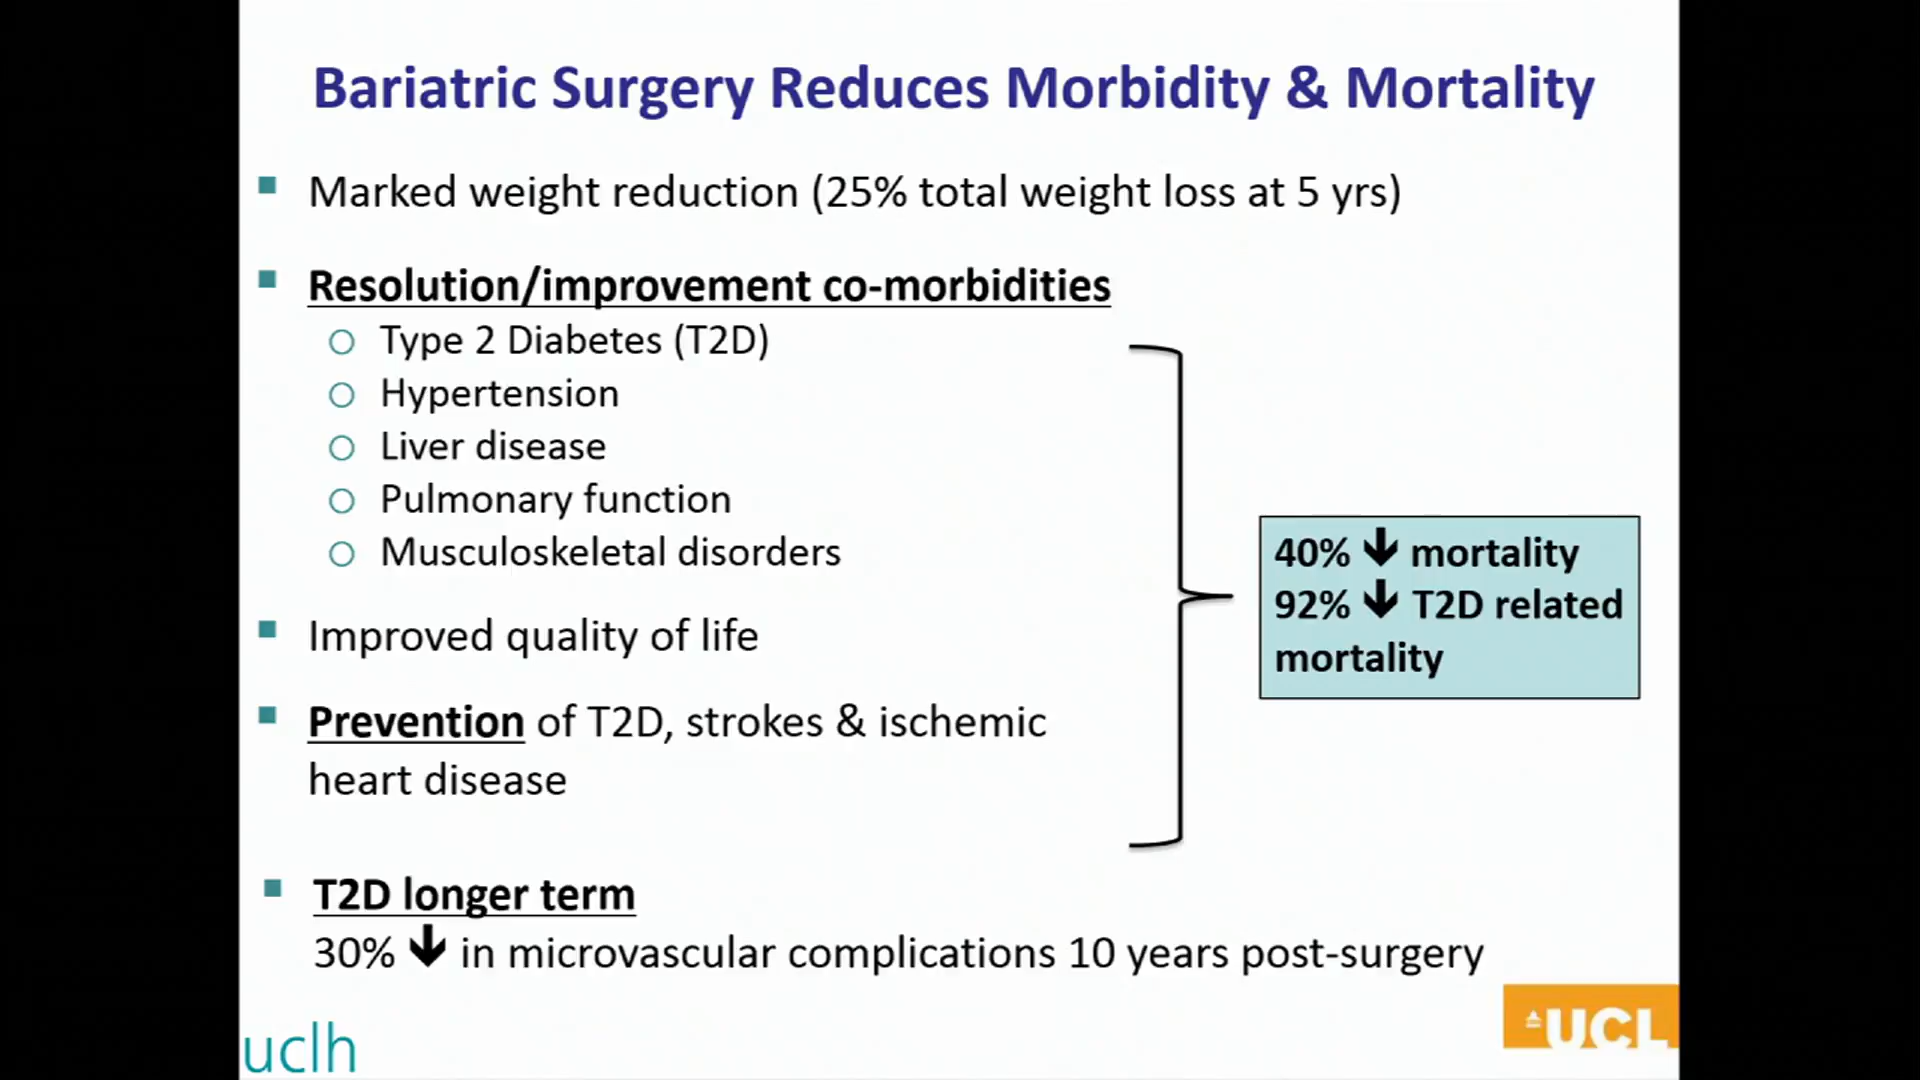 Bariatric Surgery Reduces Morbidity & Mortality
▪ Marked weight reduction (25% total weight loss at 5 yrs)
▪ Resolution/improvement co-morbidities
○ Type 2 Diabetes (T2D)
○ Hypertension
○ Liver disease
○ Pulmonary function
○ Musculoskeletal disorders
▪ Improved quality of life
▪ Prevention of T2D, strokes & ischemic
heart disease
40% ↓ mortality
92% ↓ T2D related
mortality
▪ T2D longer term
30% ↓ in microvascular complications 10 years post-surgery
uclh
UCL